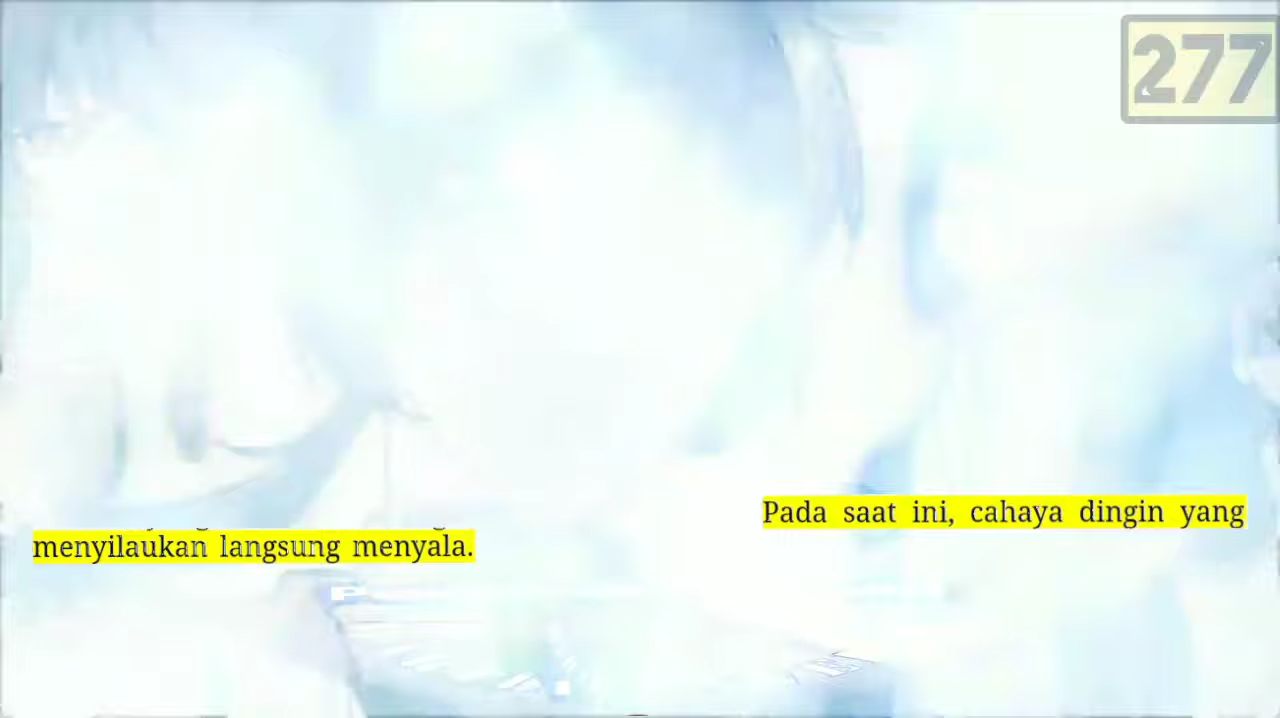 277
Pada saat ini, cahaya dingin yang
menyilaukan langsung menyala.